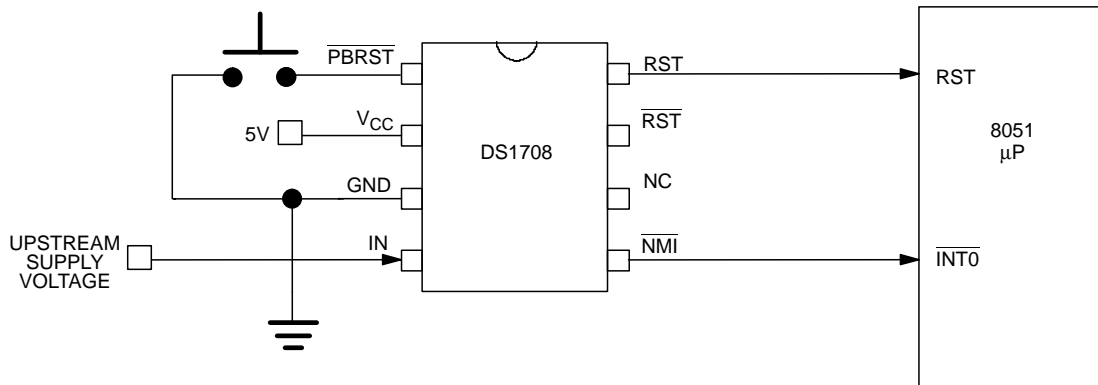 PBRST
RST
RST
VCC
5V
RST
8051
µP
DS1708
GND
NC
UPSTREAM
SUPPLY
VOLTAGE
IN
NMI
INT0